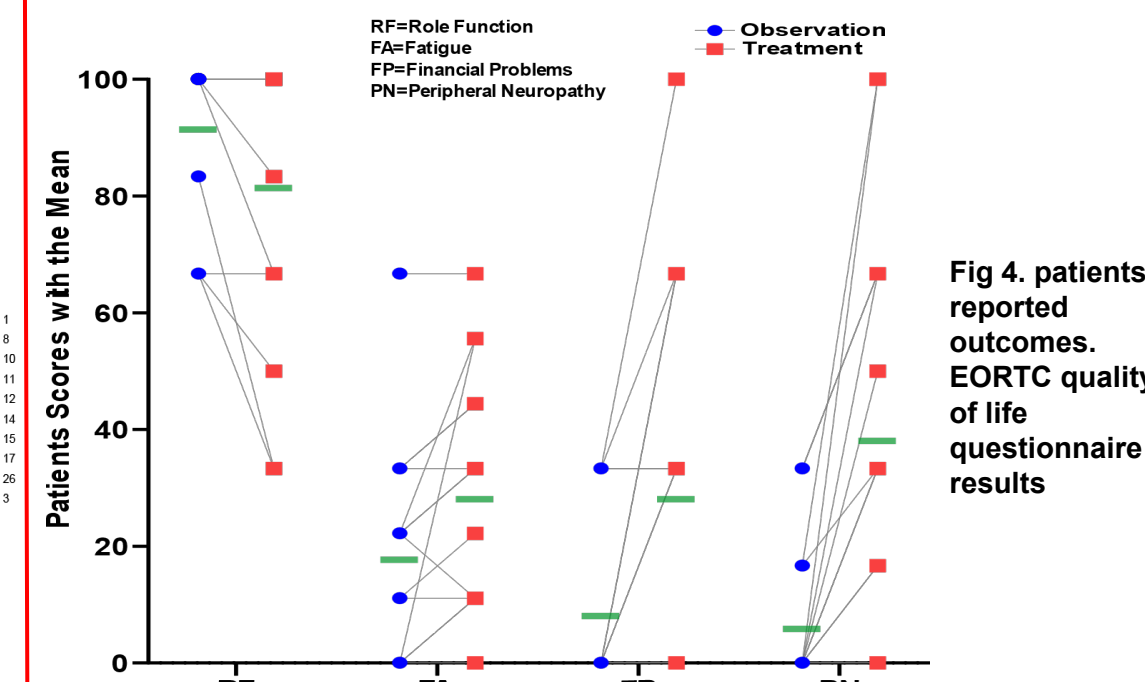 RF=Role Function
FA=Fatigue
FP=Financial Problems
PN=Peripheral Neuropathy
Observation
Treatment
Patients Scores with the Mean
100
80
60
40
20
0
1
8
10
11
12
14
15
17
26
3
Fig 4. patients
reported
outcomes.
EORTC quality
of life
questionnaire
results